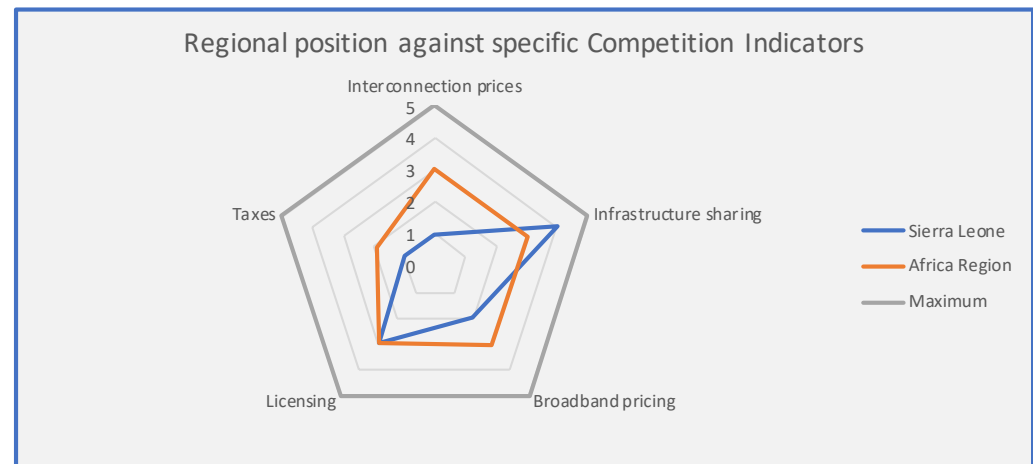 Regional position against specific Competition Indicators
Interconnection prices
5
4
3
2
1
0
Taxes
Infrastructure sharing
Licensing
Broadband pricing
Sierra Leone
Africa Region
Maximum